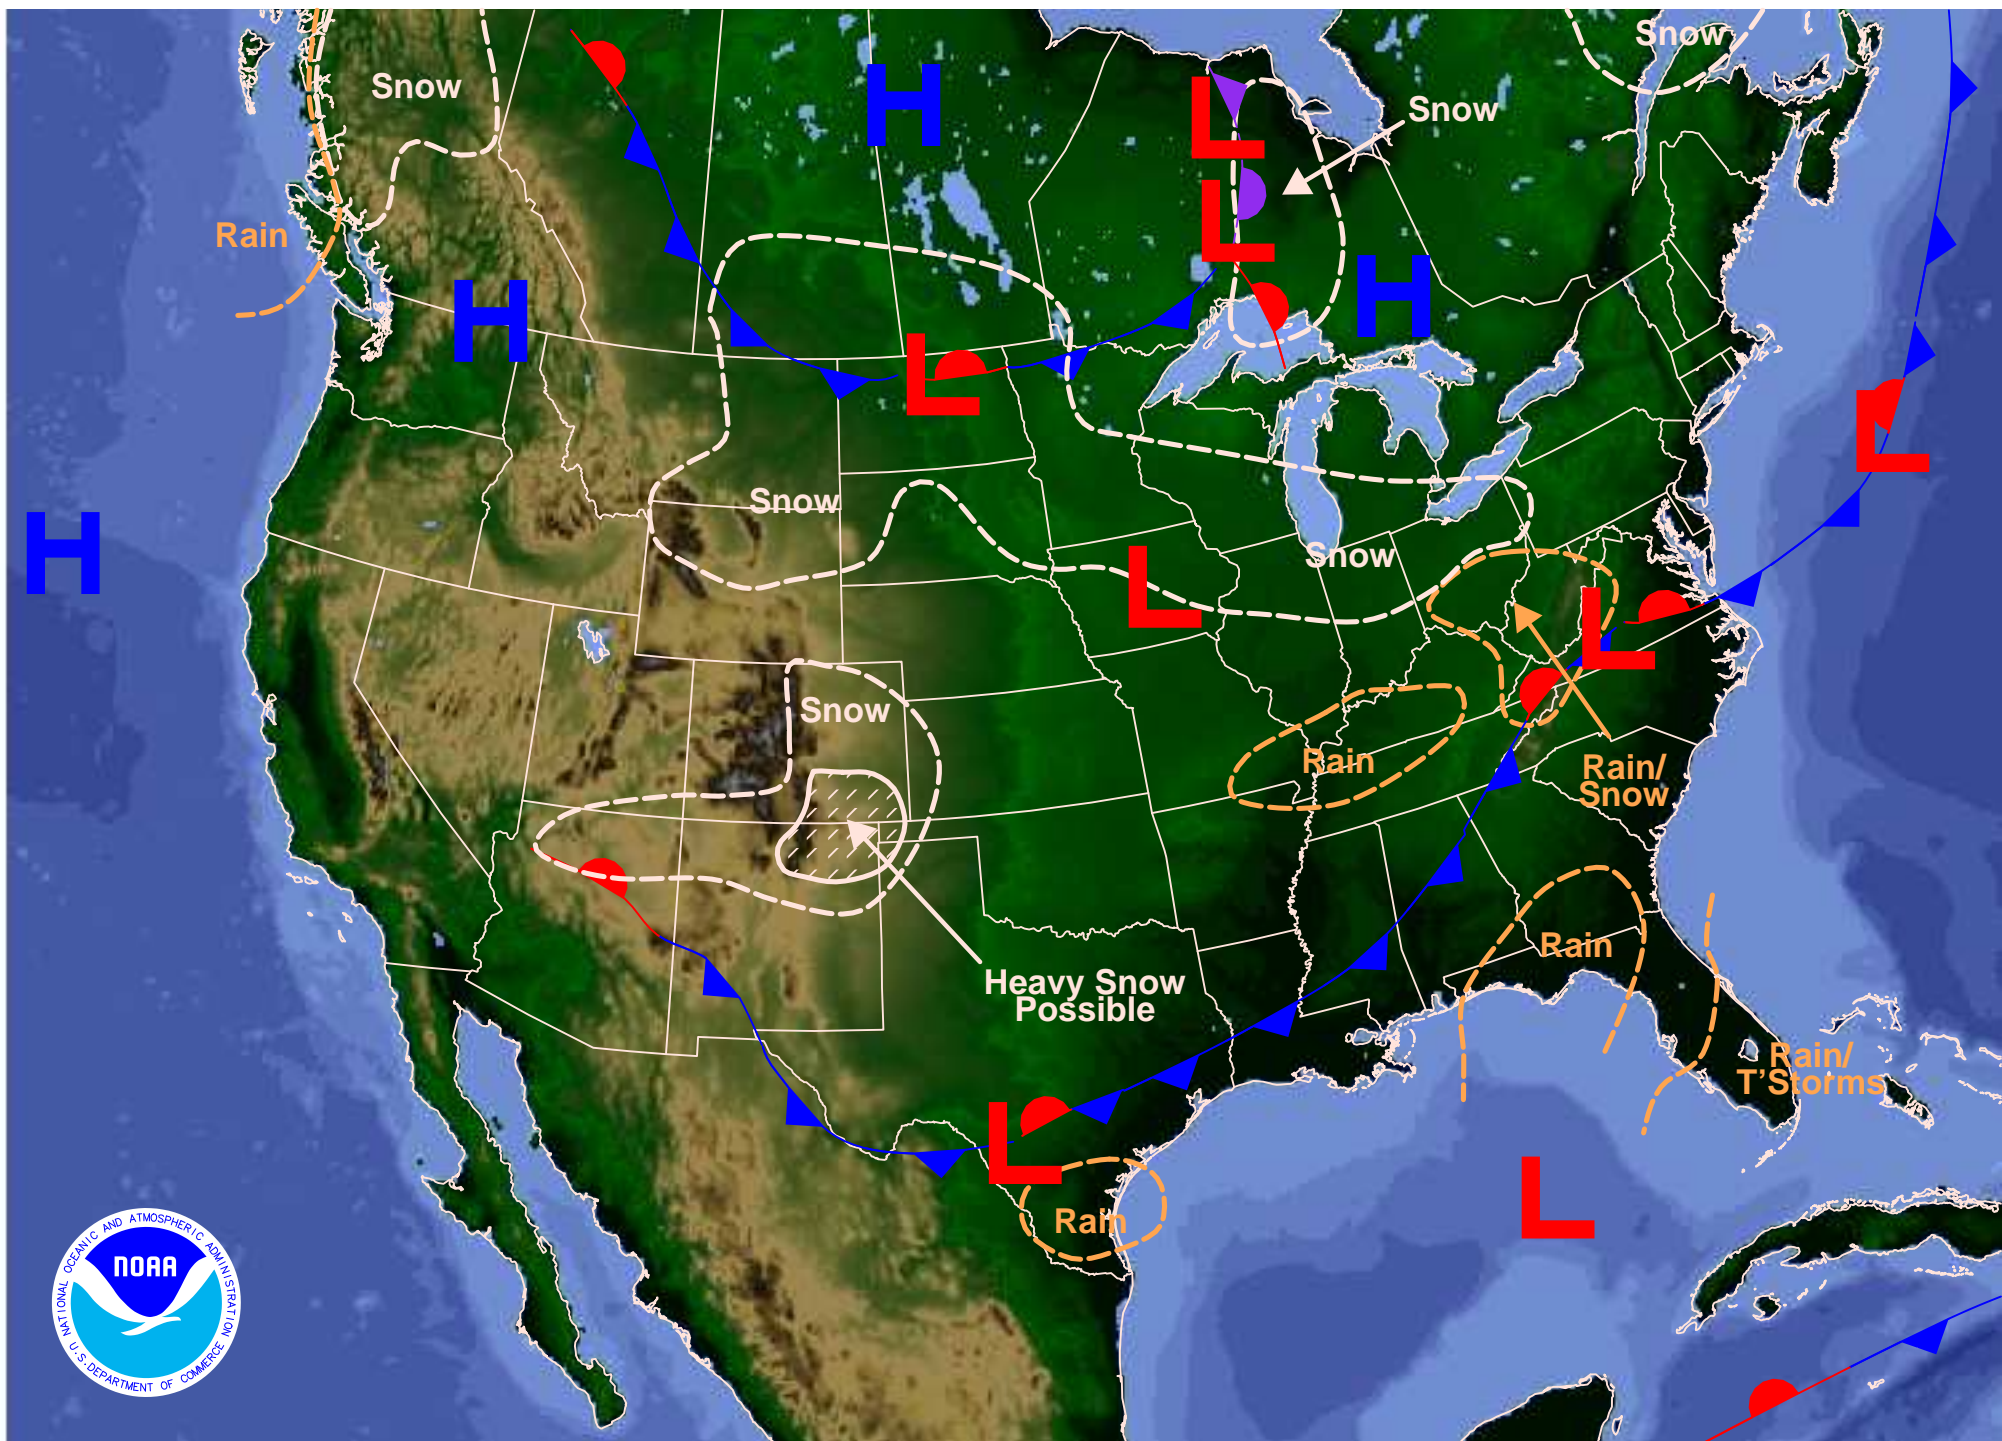 Snow
Snow
H
L
Snow
L
Rain
H
H
L
L
H
Snow
Snow
L
L
Snow
Rain
Rain/
Snow
Rain
Heavy Snow
Possible
Rain/
T'Storms
L
Rain
L
NATIONAL OCEANIC AND ATMOSPHERIC ADMINISTRATION
NOAA
U.S. DEPARTMENT OF COMMERCE